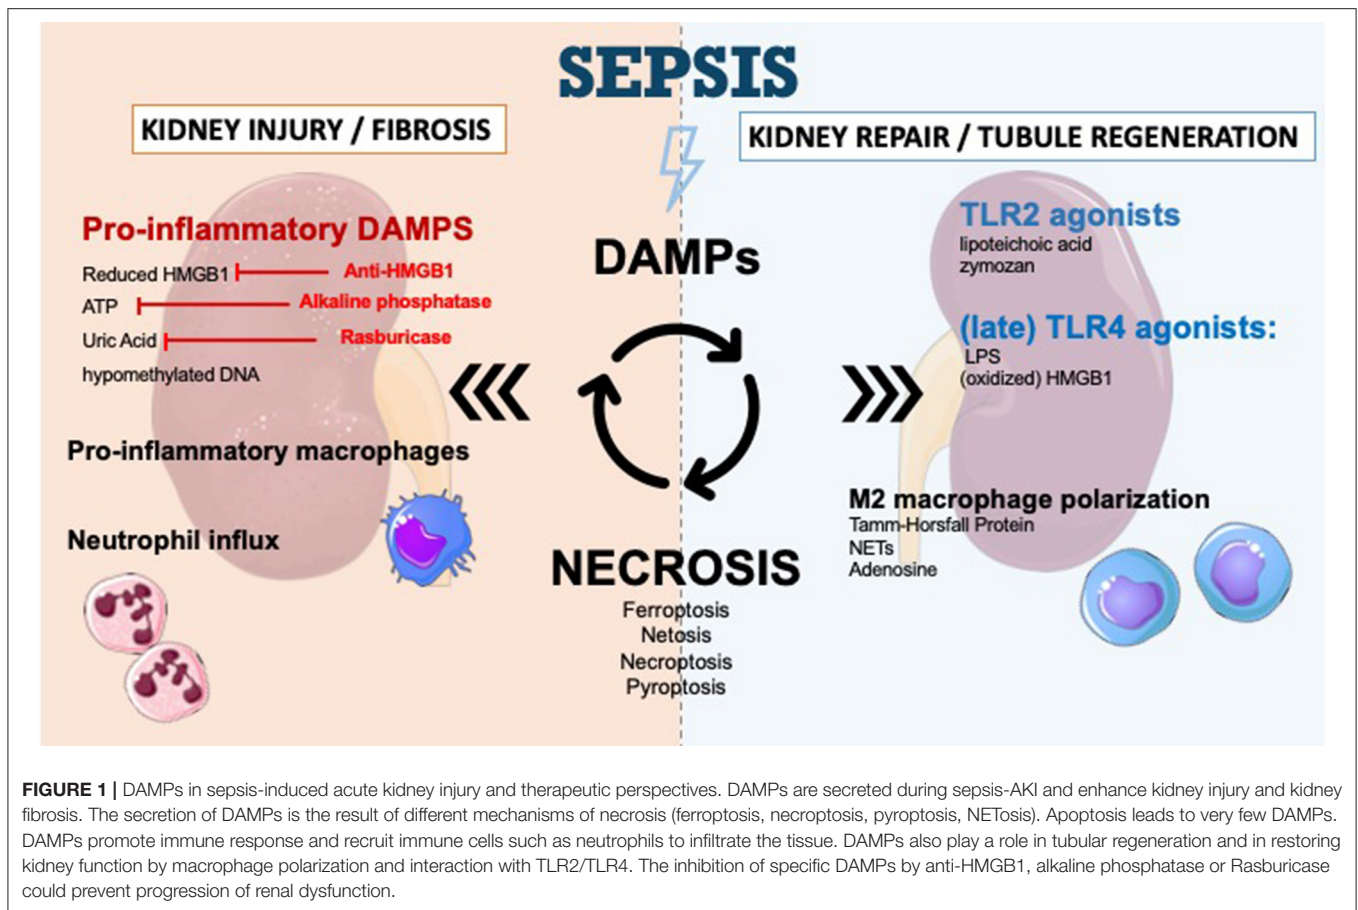 SEPSIS
KIDNEY INJURY / FIBROSIS
Pro-inflammatory DAMPS
Reduced HMGB1
Anti-HMGB1
ATP
Alkaline phosphatase
Uric Acid
Rasburicase
hypomethylated DNA
Pro-inflammatory macrophages
Neutrophil influx
DAMPs
NECROSIS
Ferroptosis
Netosis
Necroptosis
Pyroptosis
KIDNEY REPAIR / TUBULE REGENERATION
TLR2 agonists
lipoteichoic acid
zymozan
(late) TLR4 agonists:
LPS
(oxidized) HMGB1
M2 macrophage polarization
Tamm-Horsfall Protein
NETs
Adenosine
FIGURE 1 | DAMPs in sepsis-induced acute kidney injury and therapeutic perspectives. DAMPs are secreted during sepsis-AKI and enhance kidney injury and kidney
fibrosis. The secretion of DAMPs is the result of different mechanisms of necrosis (ferroptosis, necroptosis, pyroptosis, NETosis). Apoptosis leads to very few DAMPs.
DAMPs promote immune response and recruit immune cells such as neutrophils to infiltrate the tissue. DAMPs also play a role in tubular regeneration and in restoring
kidney function by macrophage polarization and interaction with TLR2/TLR4. The inhibition of specific DAMPs by anti-HMGB1, alkaline phosphatase or Rasburicase
could prevent progression of renal dysfunction.